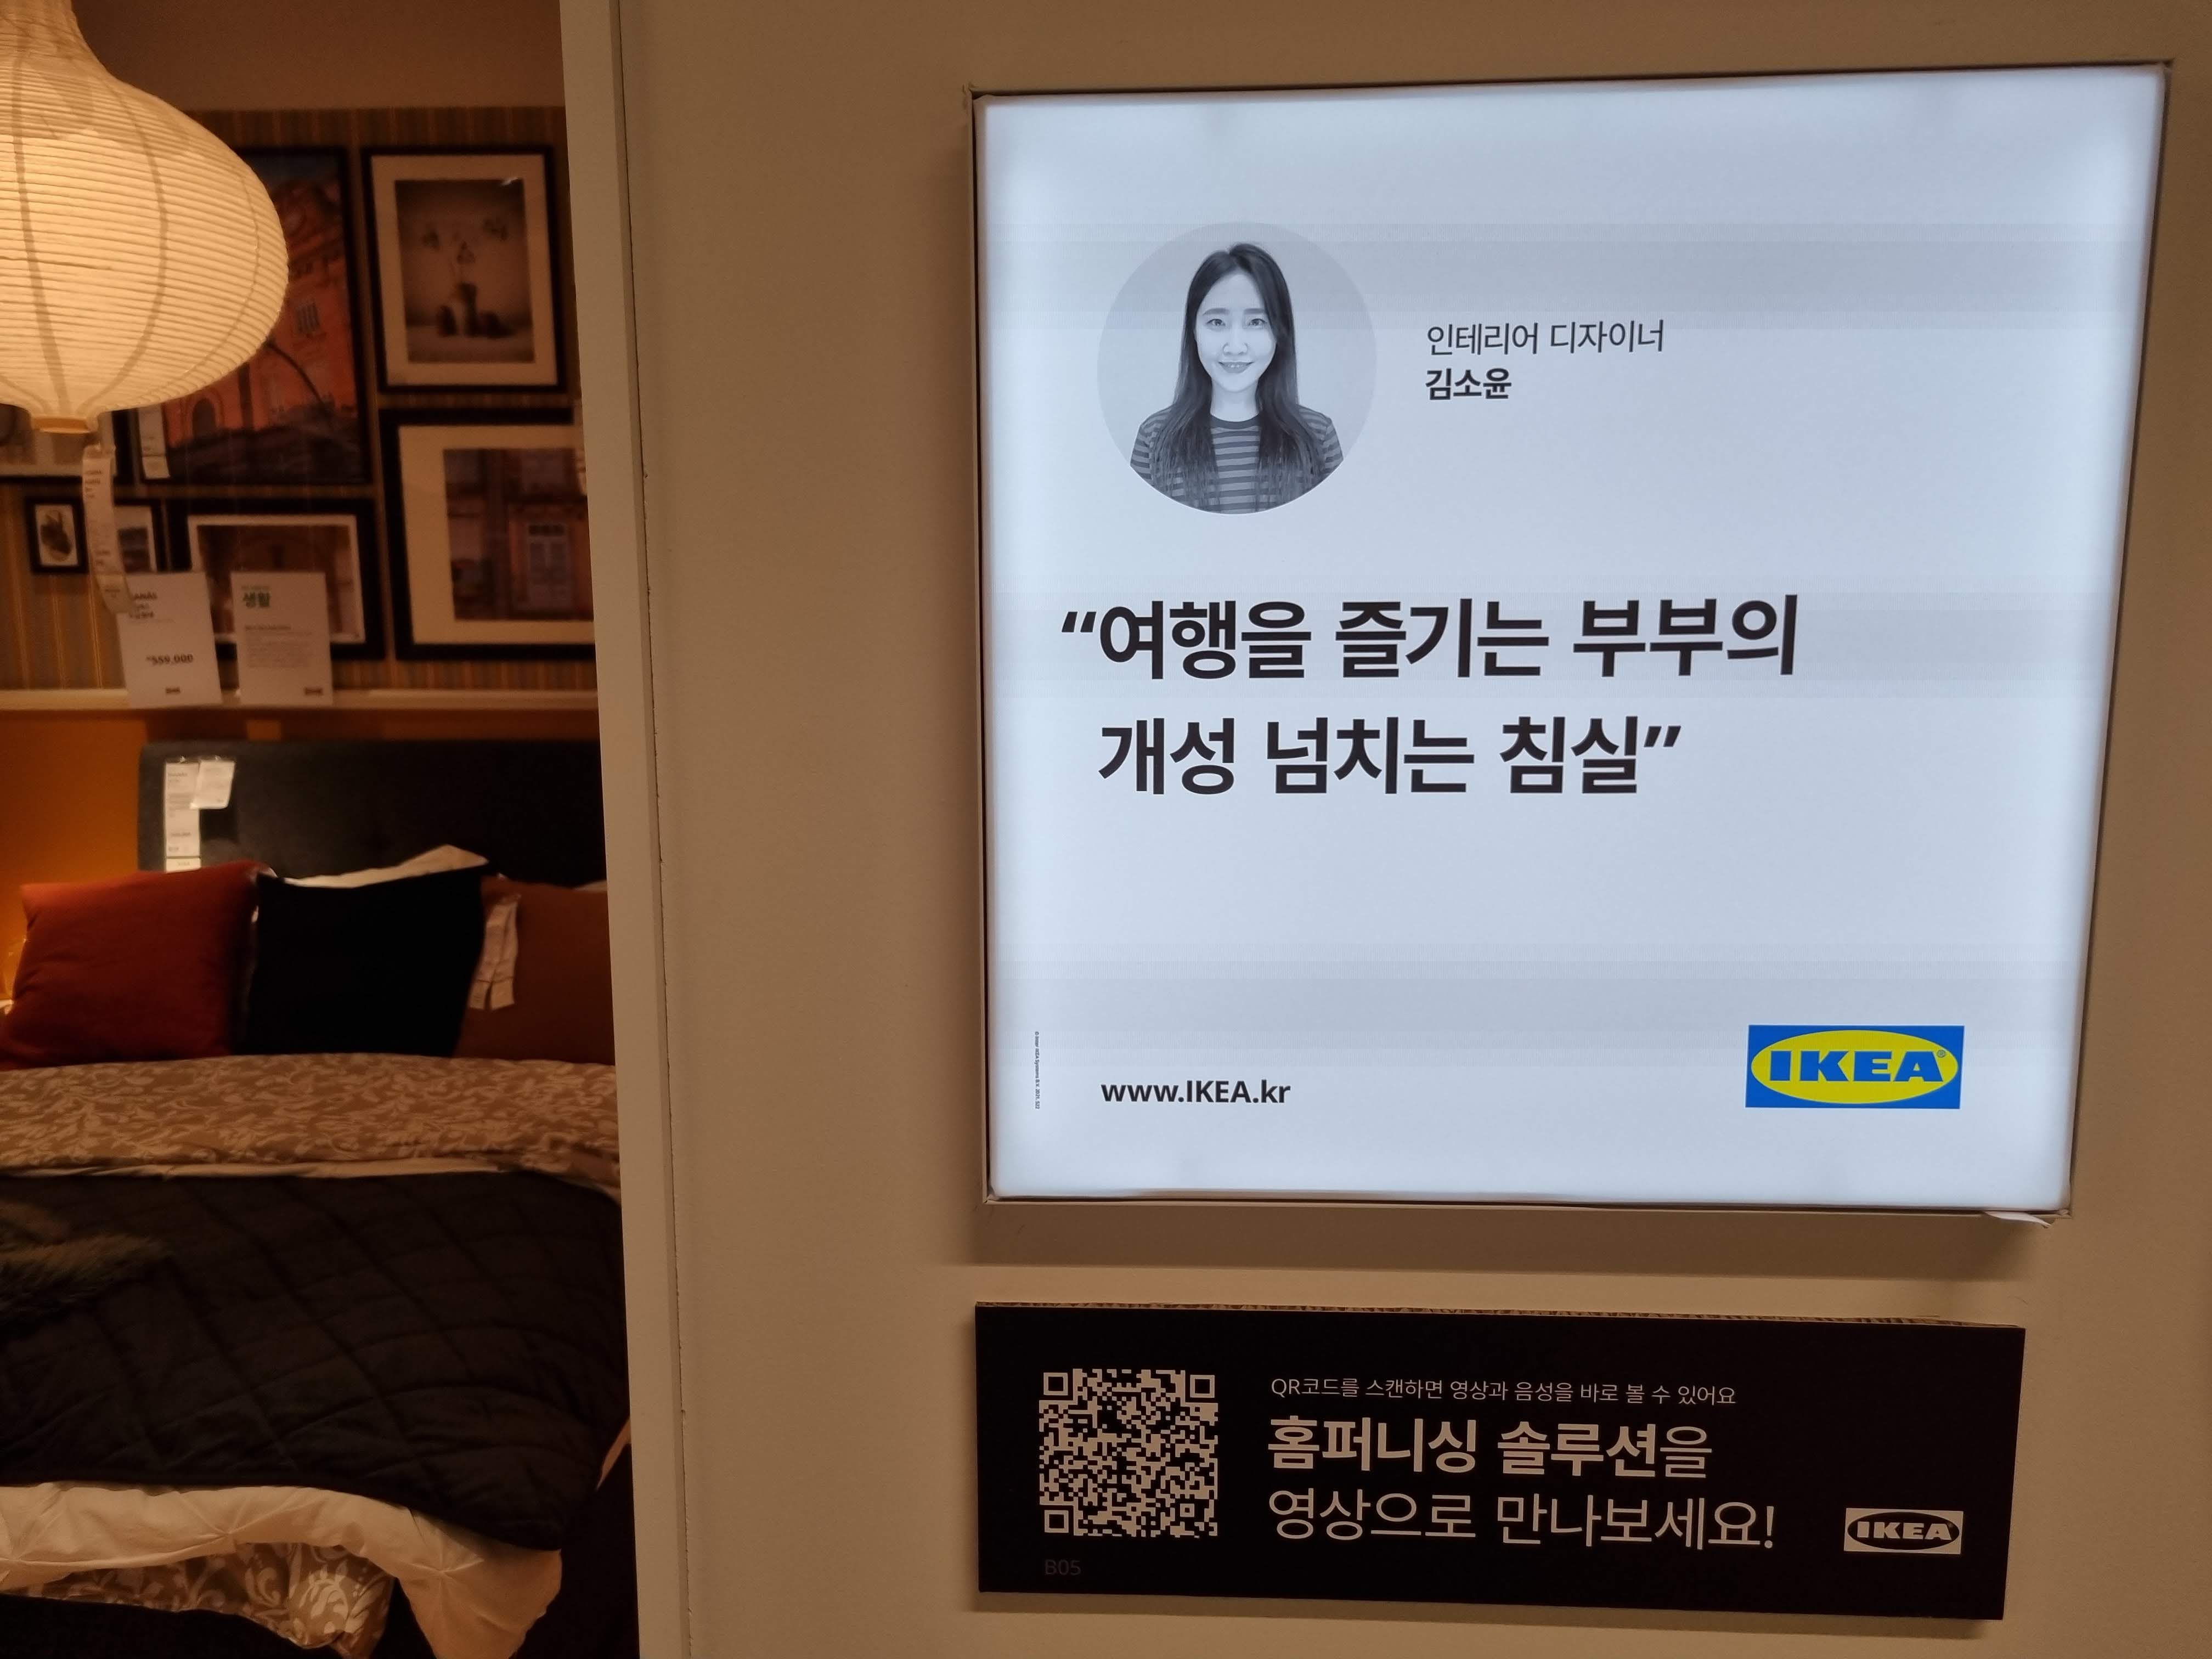 인테리어 디자이너
김소윤
“여행을 즐기는 부부의
개성 넘치는 침실”
www.IKEA.kr
IKEA
QR코드를 스캔하면 영상과 음성을 바로 볼 수 있어요
홈퍼니싱 솔루션을
영상으로 만나보세요!
IKEA
B05
생활